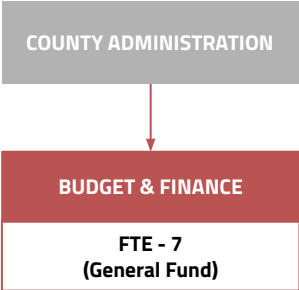 COUNTY ADMINISTRATION
BUDGET & FINANCE
FTE - 7
(General Fund)